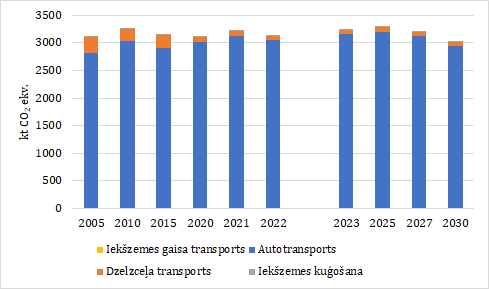 3500
3000
2500
2000
1500
1000
500
0
kt CO₂ ekv.
2005 2010 2015 2020 2021 2022 2023 2025 2027 2030
Iekšzemes gaisa transports Autotransports
Dzelzceļa transports Iekšzemes kuģošana